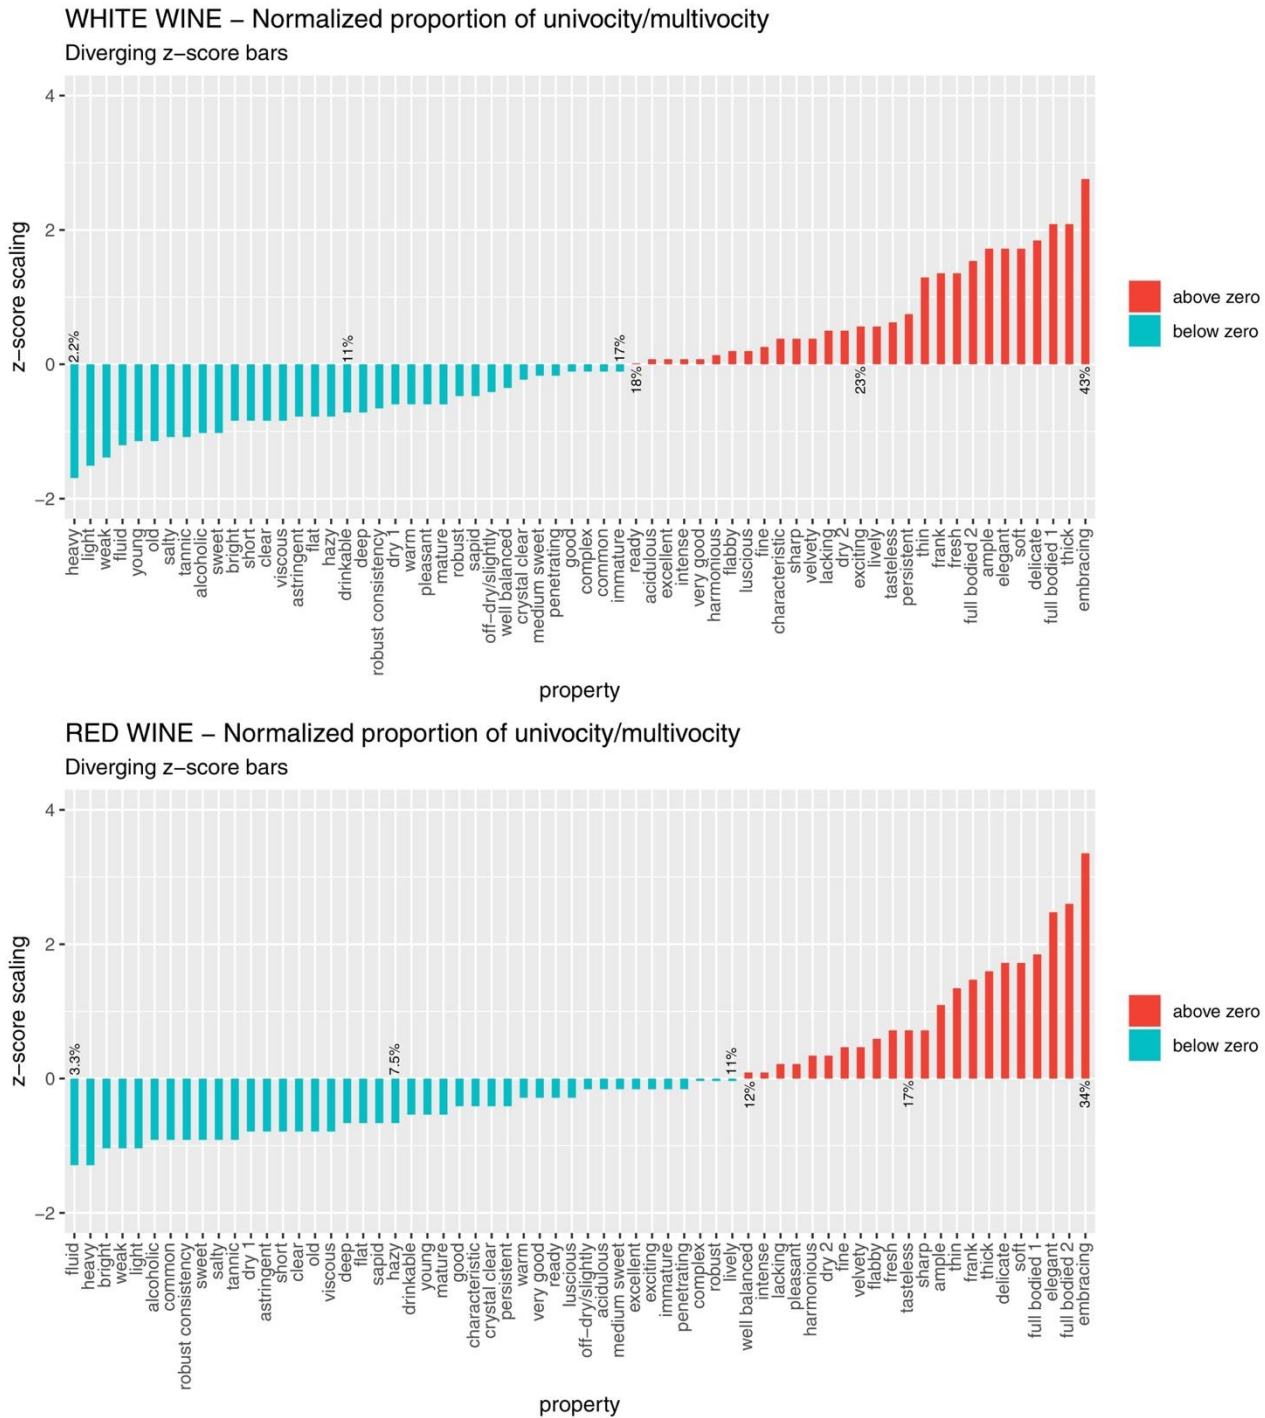 WHITE WINE − Normalized proportion of univocity/multivocity
Diverging z−score bars
4
2
0
−2
z−score scaling
2.2%
11%
17%
18%
23%
43%
above zero
below zero
heavy
light
weak
fluid
young
old
salty
tannic
alcoholic
sweet
bright
short
clear
viscous
astringent
flat
hazy
drinkable
deep
robust consistency
dry 1
warm
pleasant
mature
robust
sapid
off−dry/slightly
well balanced
crystal clear
medium sweet
penetrating
good
complex
common
immature
ready
acidulous
excellent
intense
very good
harmonious
flabby
luscious
fine
characteristic
sharp
velvety
lacking
dry 2
exciting
lively
tasteless
persistent
thin
frank
fresh
full bodied 2
ample
elegant
soft
delicate
full bodied 1
thick
embracing
property
RED WINE − Normalized proportion of univocity/multivocity
Diverging z−score bars
4
2
0
−2
z−score scaling
3.3%
7.5%
11%
12%
17%
34%
above zero
below zero
fluid
heavy
bright
weak
light
alcoholic
common
robust consistency
sweet
salty
tannic
dry 1
astringent
short
clear
old
viscous
deep
flat
sapid
hazy
drinkable
young
mature
good
characteristic
crystal clear
persistent
warm
very good
ready
luscious
off−dry/slightly
acidulous
medium sweet
excellent
exciting
immature
penetrating
complex
robust
lively
well balanced
intense
lacking
pleasant
harmonious
dry 2
fine
velvety
flabby
fresh
tasteless
sharp
ample
thin
frank
thick
delicate
soft
full bodied 1
elegant
full bodied 2
embracing
property